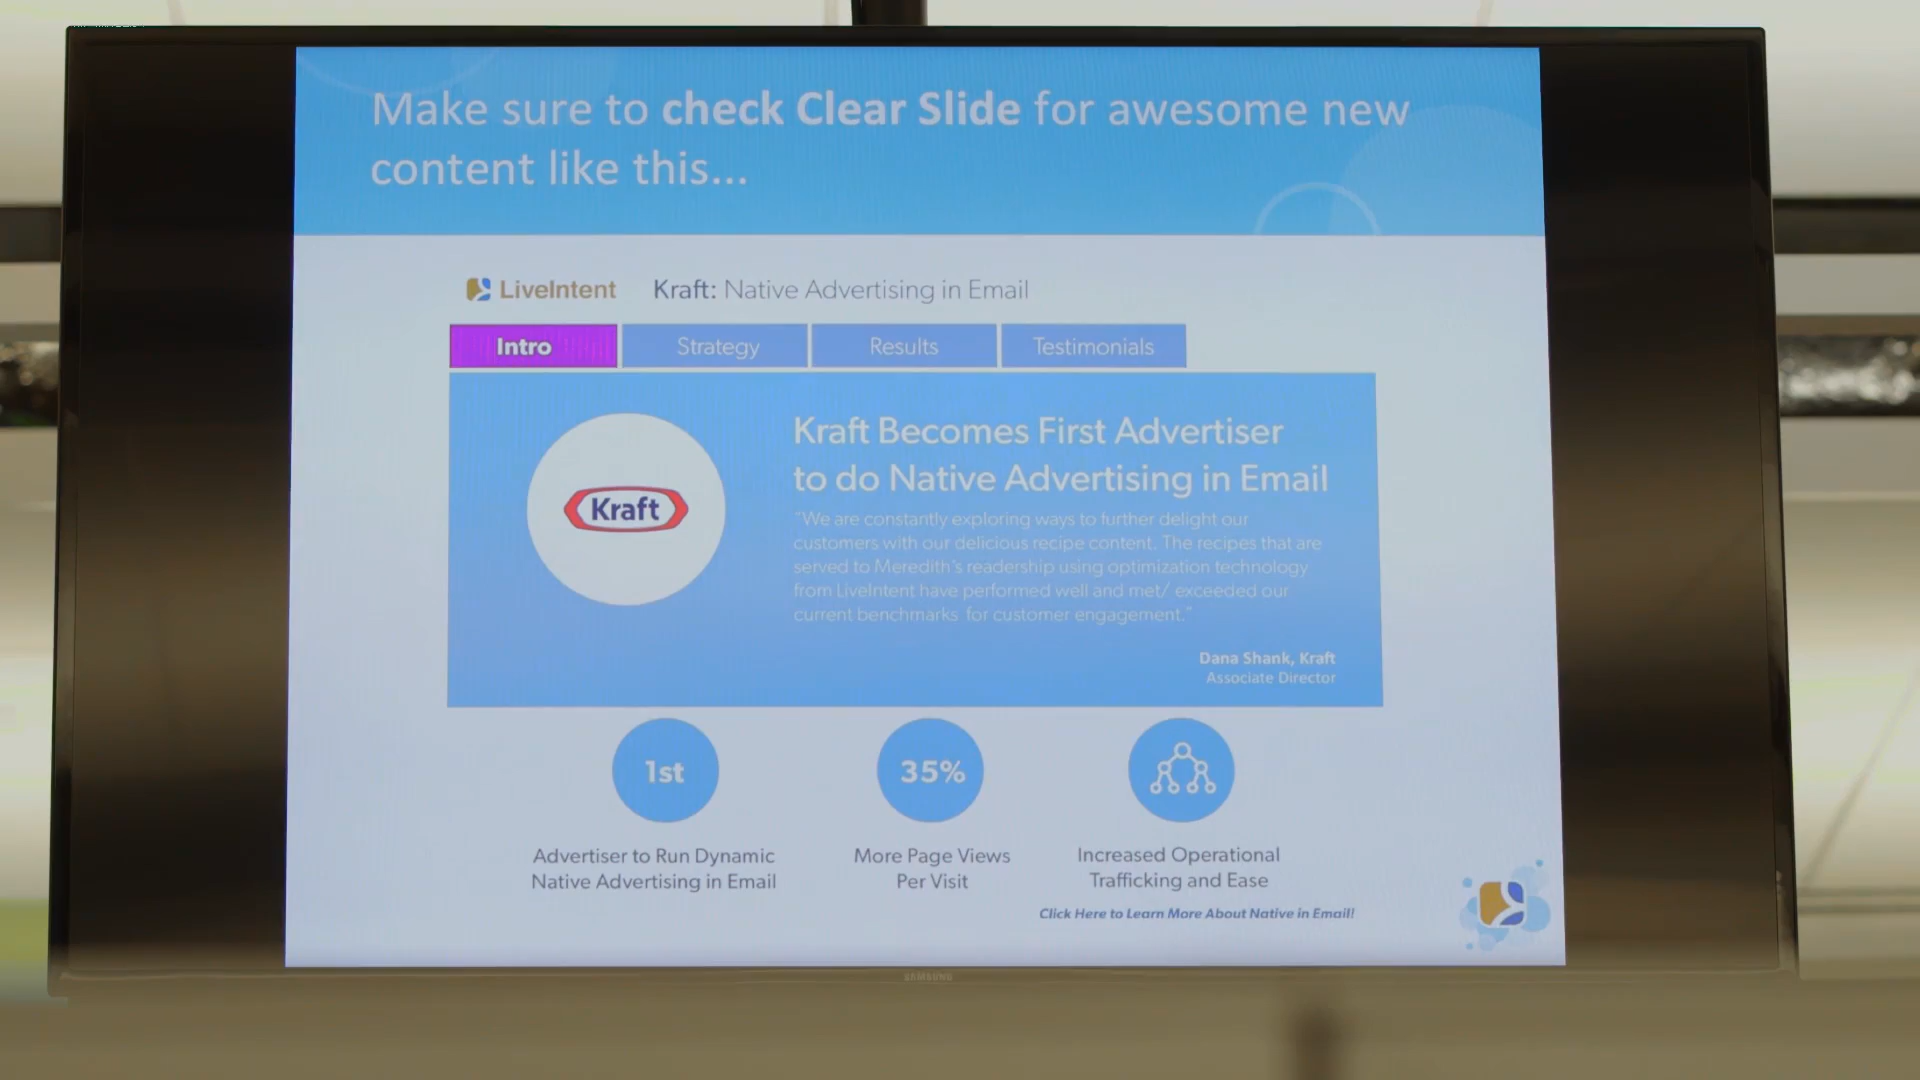 Make sure to check Clear Slide for awesome new
content like this...
LiveIntent Kraft: Native Advertising in Email
Intro Strategy Results Testimonials
Kraft
Kraft Becomes First Advertiser
to do Native Advertising in Email
"We are constantly exploring ways to further delight our
customers with our delicious recipe content. The recipes that are
served to Meredith's readership using optimization technology
from LiveIntent have performed well and met/ exceeded our
current benchmarks for customer engagement."
Dana Shank, Kraft
Associate Director
1st
35%
Advertiser to Run Dynamic
Native Advertising in Email
More Page Views
Per Visit
Increased Operational
Trafficking and Ease
Click Here to Learn More About Native in Email!
SAMSUNG